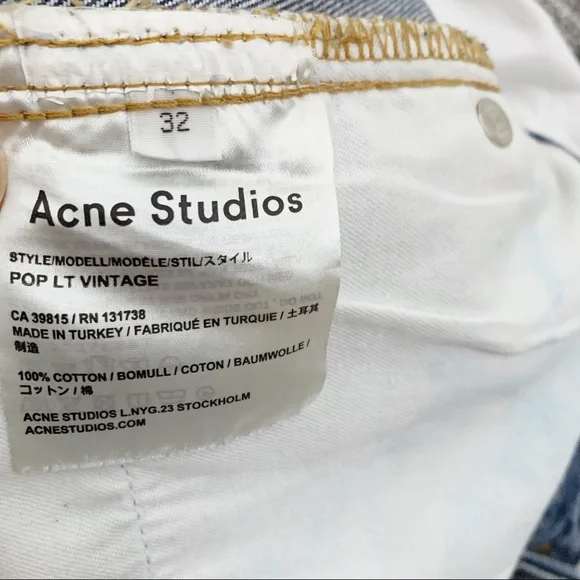 32
Acne Studios
STYLE/MODELL/MODÈLE/STIL/スタイル
POP LT VINTAGE
CA 39815 / RN 131738
MADE IN TURKEY / FABRIQUÉ EN TURQUIE / 土耳其
制造
100% COTTON / BOMULL / COTON / BAUMWOLLE /
コットン / 棉
ACNE STUDIOS L.NYG.23 STOCKHOLM
ACNESTUDIOS.COM